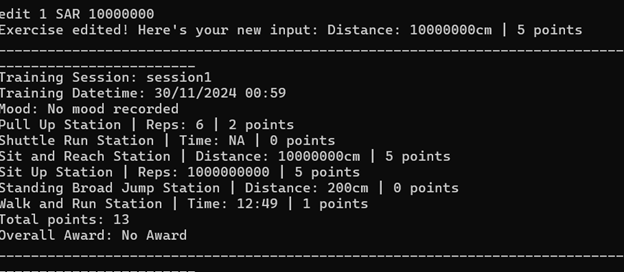 edit 1 SAR 10000000
Exercise edited! Here's your new input: Distance: 10000000cm | 5 points
______________________________________________________________________________
_________________________
Training Session: session1
Training Datetime: 30/11/2024 00:59
Mood: No mood recorded
Pull Up Station | Reps: 6 | 2 points
Shuttle Run Station | Time: NA | 0 points
Sit and Reach Station | Distance: 10000000cm | 5 points
Sit Up Station | Reps: 1000000000 | 5 points
Standing Broad Jump Station | Distance: 200cm | 0 points
Walk and Run Station | Time: 12:49 | 1 points
Total points: 13
Overall Award: No Award
______________________________________________________________________________
_________________________